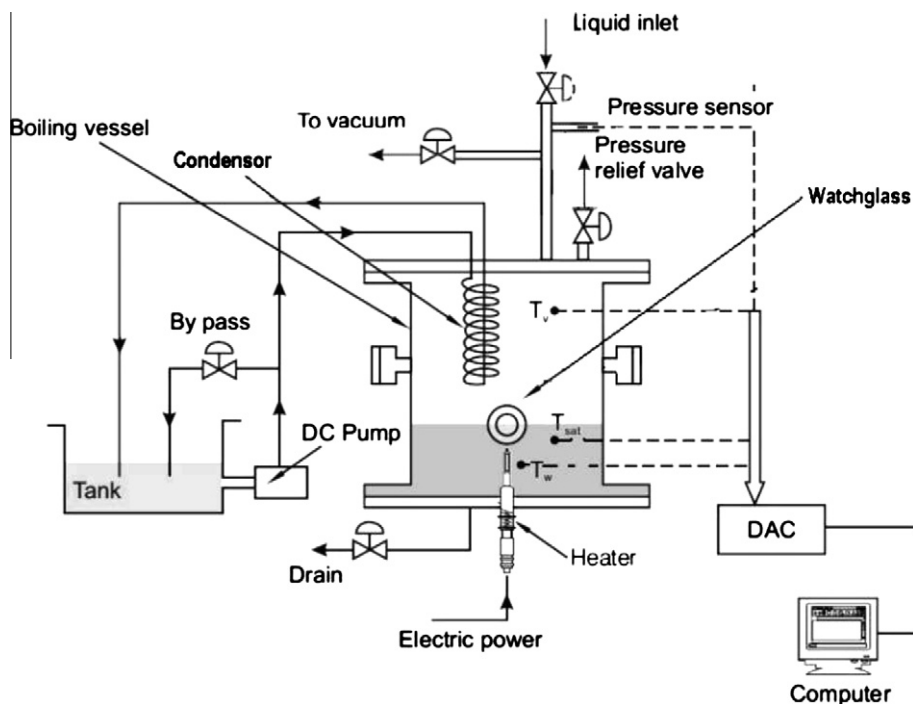 Liquid inlet
Pressure sensor
To vacuum
Pressure
relief valve
Boiling vessel
Condensor
Watchglass
By pass
Tv
DC Pump
Tsat
Tank
Tw
DAC
Drain
Heater
Electric power
Computer